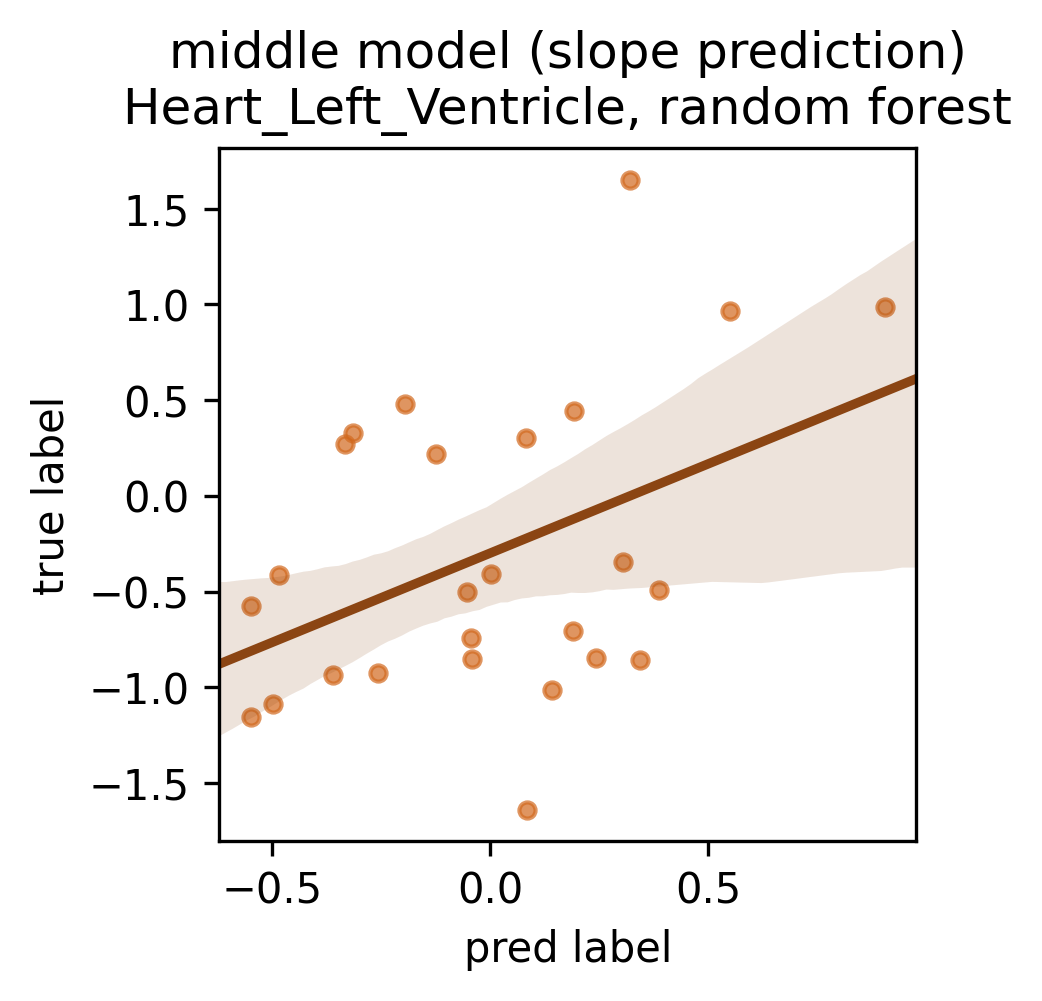 middle model (slope prediction)
Heart_Left_Ventricle, random forest
1.5
1.0
0.5
0.0
−0.5
−1.0
−1.5
true label
−0.5
0.0
0.5
pred label